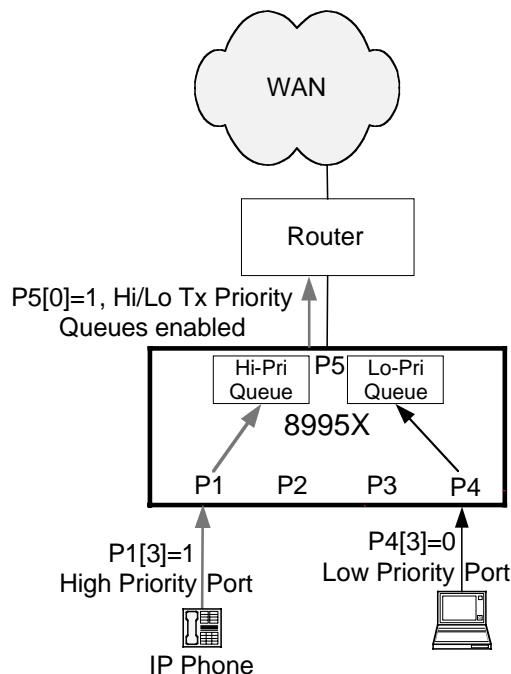 WAN
Router
P5[0]=1, Hi/Lo Tx Priority
Queues enabled
Hi-Pri
Queue
P5
Lo-Pri
Queue
8995X
P1 P2 P3 P4
P1[3]=1
High Priority Port
P4[3]=0
Low Priority Port
IP Phone